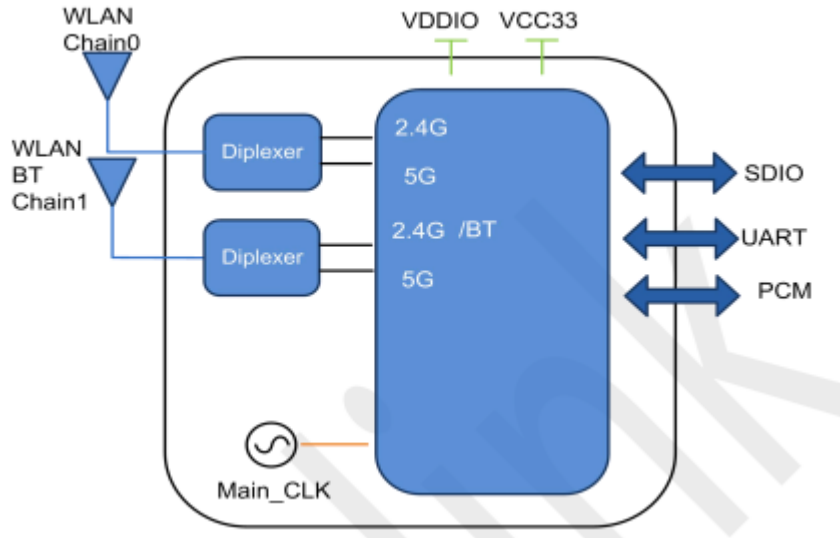 WLAN
Chain0
VDDIO VCC33
Diplexer
2.4G
5G
WLAN
BT
Chain1
SDIO
Diplexer
2.4G /BT
5G
UART
PCM
Main_CLK